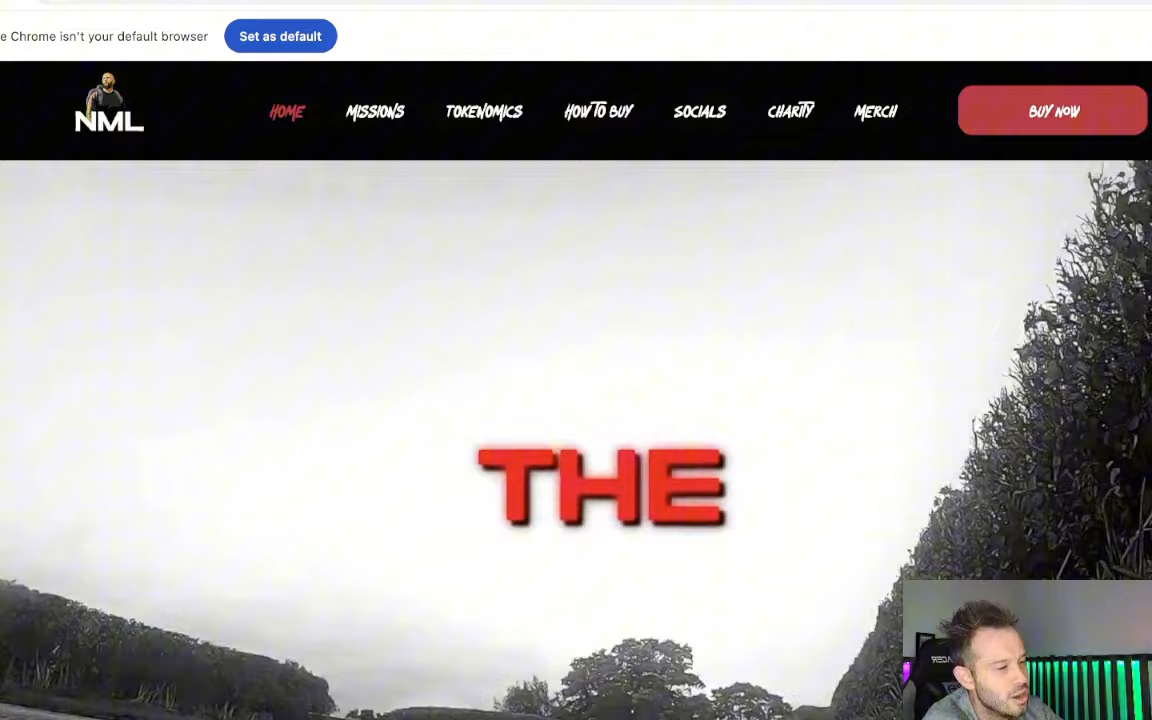 e Chrome isn't your default browser
Set as default
NML
HOME
MISSIONS
TOKENOMICS
HOW TO BUY
SOCIALS
CHARITY
MERCH
BUY NOW
THE